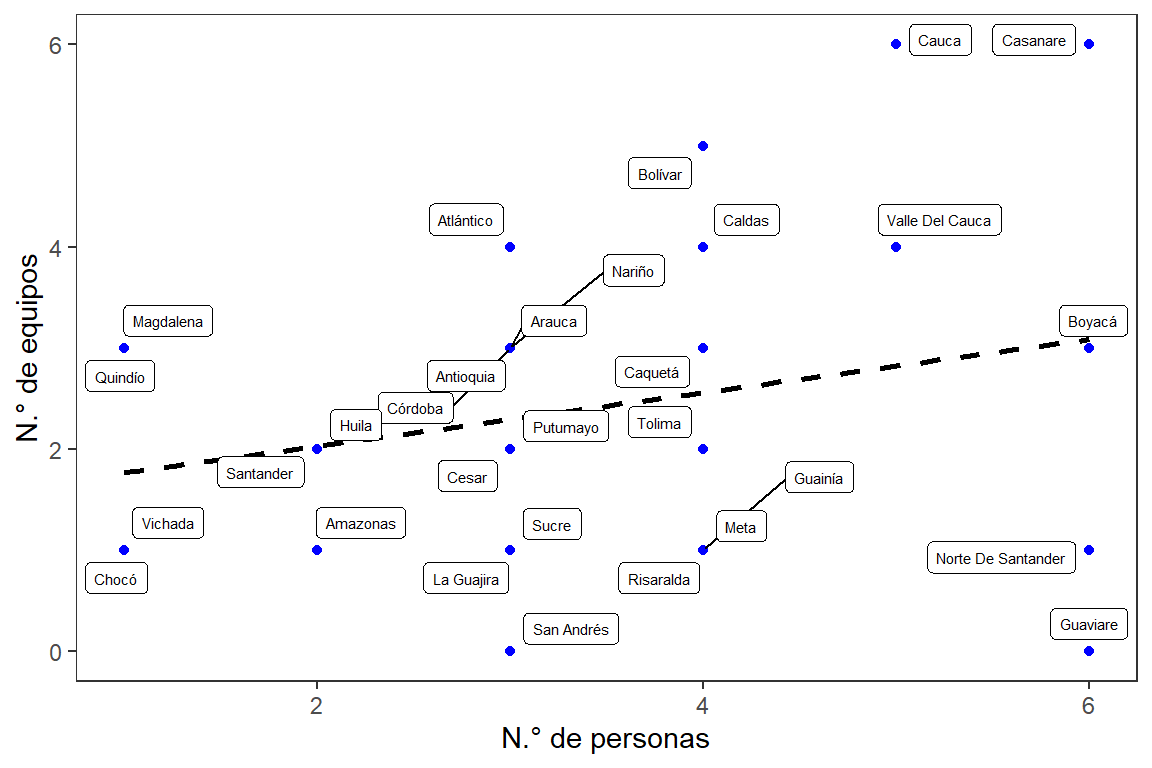 6
Cauca
Casanare
Bolívar
Atlántico
Caldas
Valle Del Cauca
4
Nariño
Magdalena
Arauca
Boyacá
Quindío
Antioquia
Caquetá
Córdoba
Huila
Putumayo
Tolima
2
Santander
Cesar
Guainía
Vichada
Amazonas
Sucre
Meta
Norte De Santander
Chocó
La Guajira
Risaralda
San Andrés
Guaviare
0
2
4
6
N.° de personas
N.° de equipos